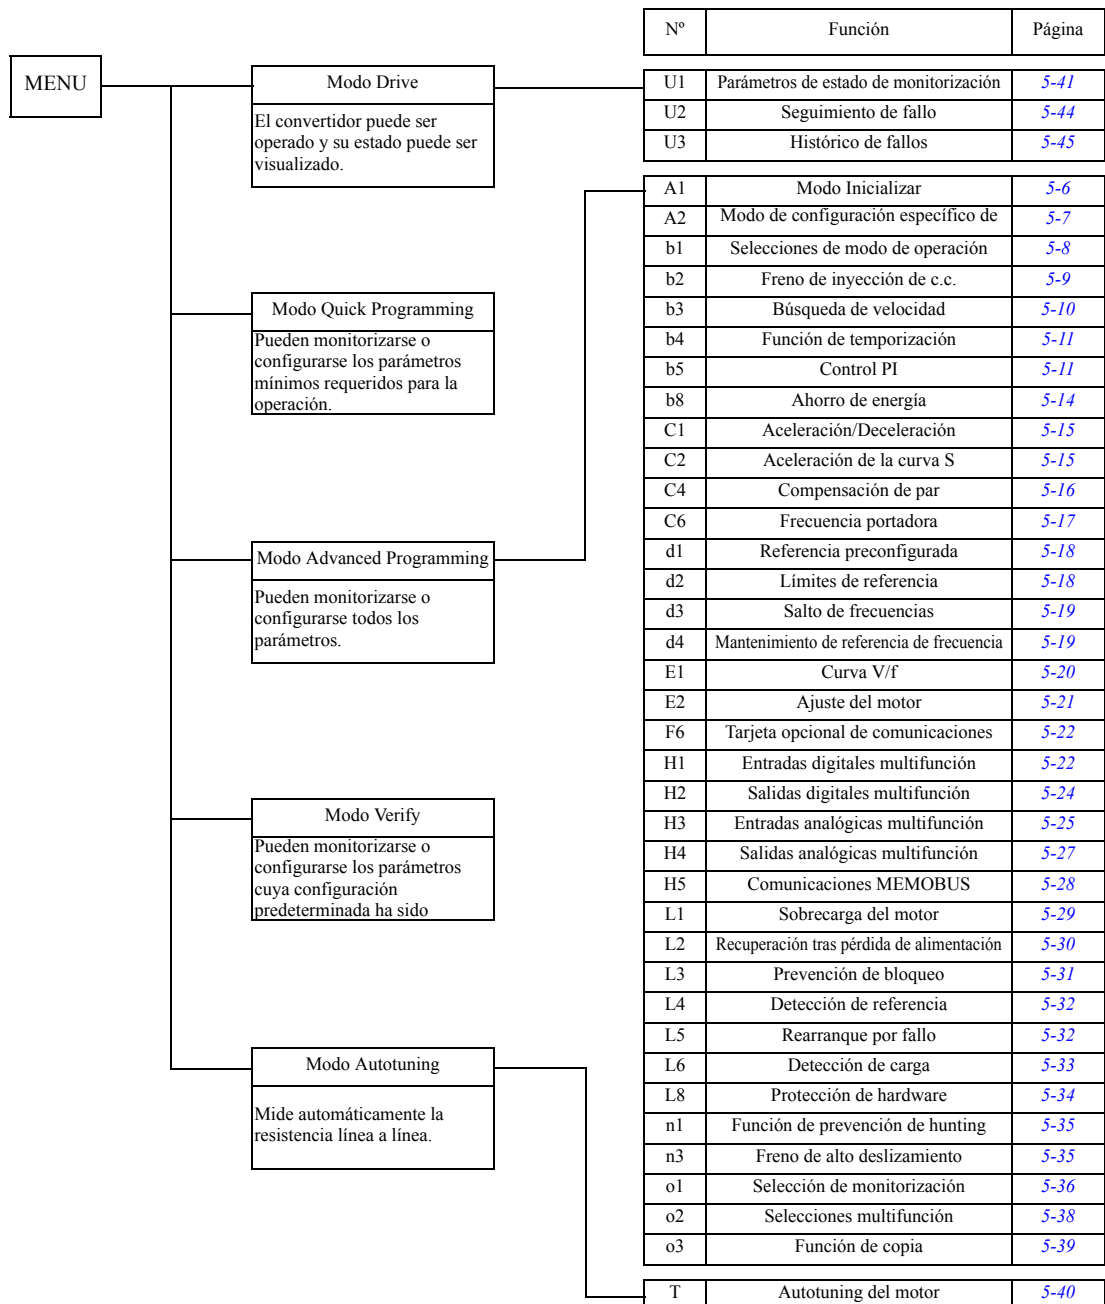 MENU
Modo Drive
El convertidor puede ser
operado y su estado puede ser
visualizado.
Modo Quick Programming
Pueden monitorizarse o
configurarse los parámetros
mínimos requeridos para la
operación.
Modo Advanced Programming
Pueden monitorizarse o
configurarse todos los
parámetros.
Modo Verify
Pueden monitorizarse o
configurarse los parámetros
cuya configuración
predeterminada ha sido
Modo Autotuning
Mide automáticamente la
resistencia línea a línea.
Nº Función Página
U1 Parámetros de estado de monitorización 5-41
U2 Seguimiento de fallo 5-44
U3 Histórico de fallos 5-45
A1 Modo Inicializar 5-6
A2 Modo de configuración específico de 5-7
b1 Selecciones de modo de operación 5-8
b2 Freno de inyección de c.c. 5-9
b3 Búsqueda de velocidad 5-10
b4 Función de temporización 5-11
b5 Control PI 5-11
b8 Ahorro de energía 5-14
C1 Aceleración/Deceleración 5-15
C2 Aceleración de la curva S 5-15
C4 Compensación de par 5-16
C6 Frecuencia portadora 5-17
d1 Referencia preconfigurada 5-18
d2 Límites de referencia 5-18
d3 Salto de frecuencias 5-19
d4 Mantenimiento de referencia de frecuencia 5-19
E1 Curva V/f 5-20
E2 Ajuste del motor 5-21
F6 Tarjeta opcional de comunicaciones 5-22
H1 Entradas digitales multifunción 5-22
H2 Salidas digitales multifunción 5-24
H3 Entradas analógicas multifunción 5-25
H4 Salidas analógicas multifunción 5-27
H5 Comunicaciones MEMOBUS 5-28
L1 Sobrecarga del motor 5-29
L2 Recuperación tras pérdida de alimentación 5-30
L3 Prevención de bloqueo 5-31
L4 Detección de referencia 5-32
L5 Rearranque por fallo 5-32
L6 Detección de carga 5-33
L8 Protección de hardware 5-34
n1 Función de prevención de hunting 5-35
n3 Freno de alto deslizamiento 5-35
o1 Selección de monitorización 5-36
o2 Selecciones multifunción 5-38
o3 Función de copia 5-39
T Autotuning del motor 5-40